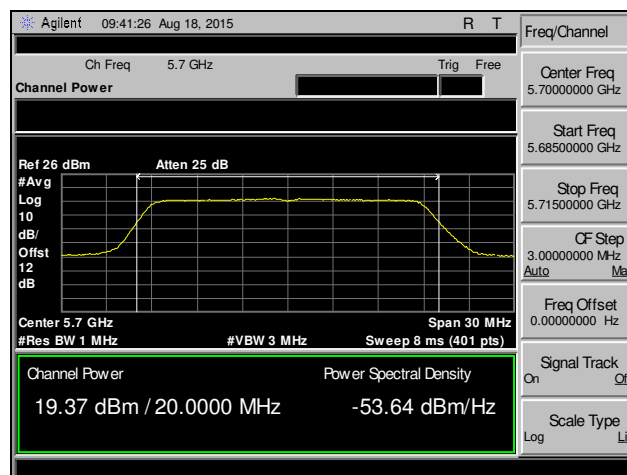 Agilent 09:41:26 Aug 18, 2015 R T
Freq/Channel
Ch Freq 5.7 GHz Trig Free
Channel Power
Center Freq
5.70000000 GHz
Start Freq
5.68500000 GHz
Stop Freq
5.71500000 GHz
CF Step
3.00000000 MHz
Auto Ma
Freq Offset
0.00000000 Hz
Signal Track
On Of
Scale Type
Log Li
Ref 26 dBm Atten 25 dB
#Avg
Log
10
dB/
Offst
12
dB
Center 5.7 GHz Span 30 MHz
#Res BW 1 MHz #VBW 3 MHz Sweep 8 ms (401 pts)
Channel Power Power Spectral Density
19.37 dBm / 20.0000 MHz -53.64 dBm/Hz